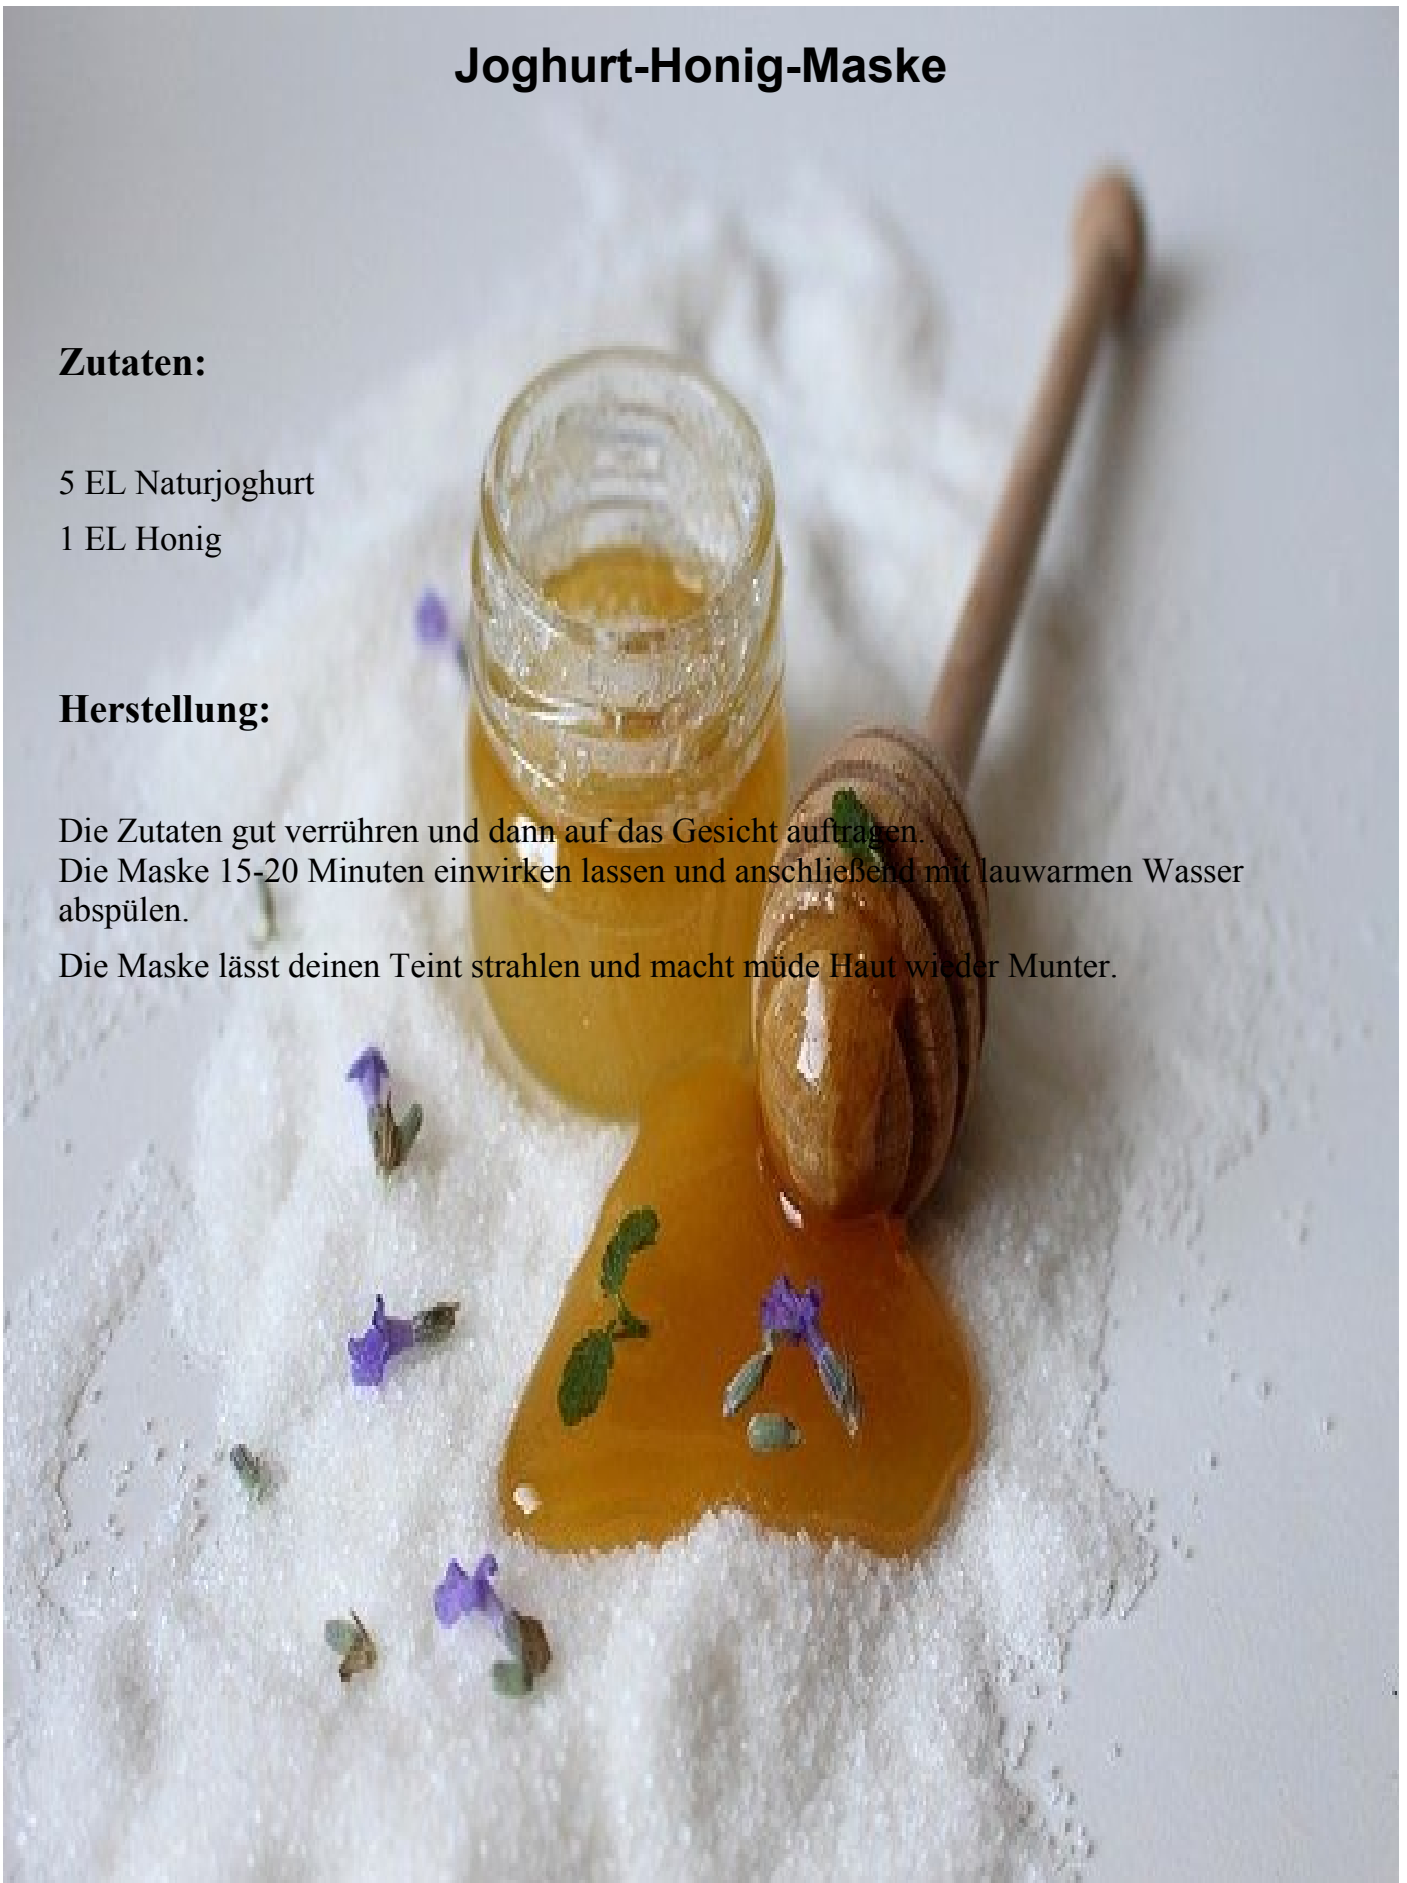 Joghurt-Honig-Maske
Zutaten:
5 EL Naturjoghurt
1 EL Honig
Herstellung:
Die Zutaten gut verrühren und dann auf das Gesicht auftragen.
Die Maske 15-20 Minuten einwirken lassen und anschließend mit lauwarmen Wasser
abspülen.
Die Maske lässt deinen Teint strahlen und macht müde Haut wieder Munter.